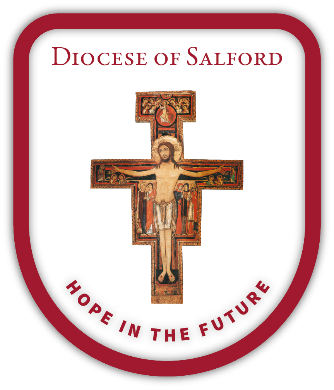 Diocese of Salford
HOPE IN THE FUTURE